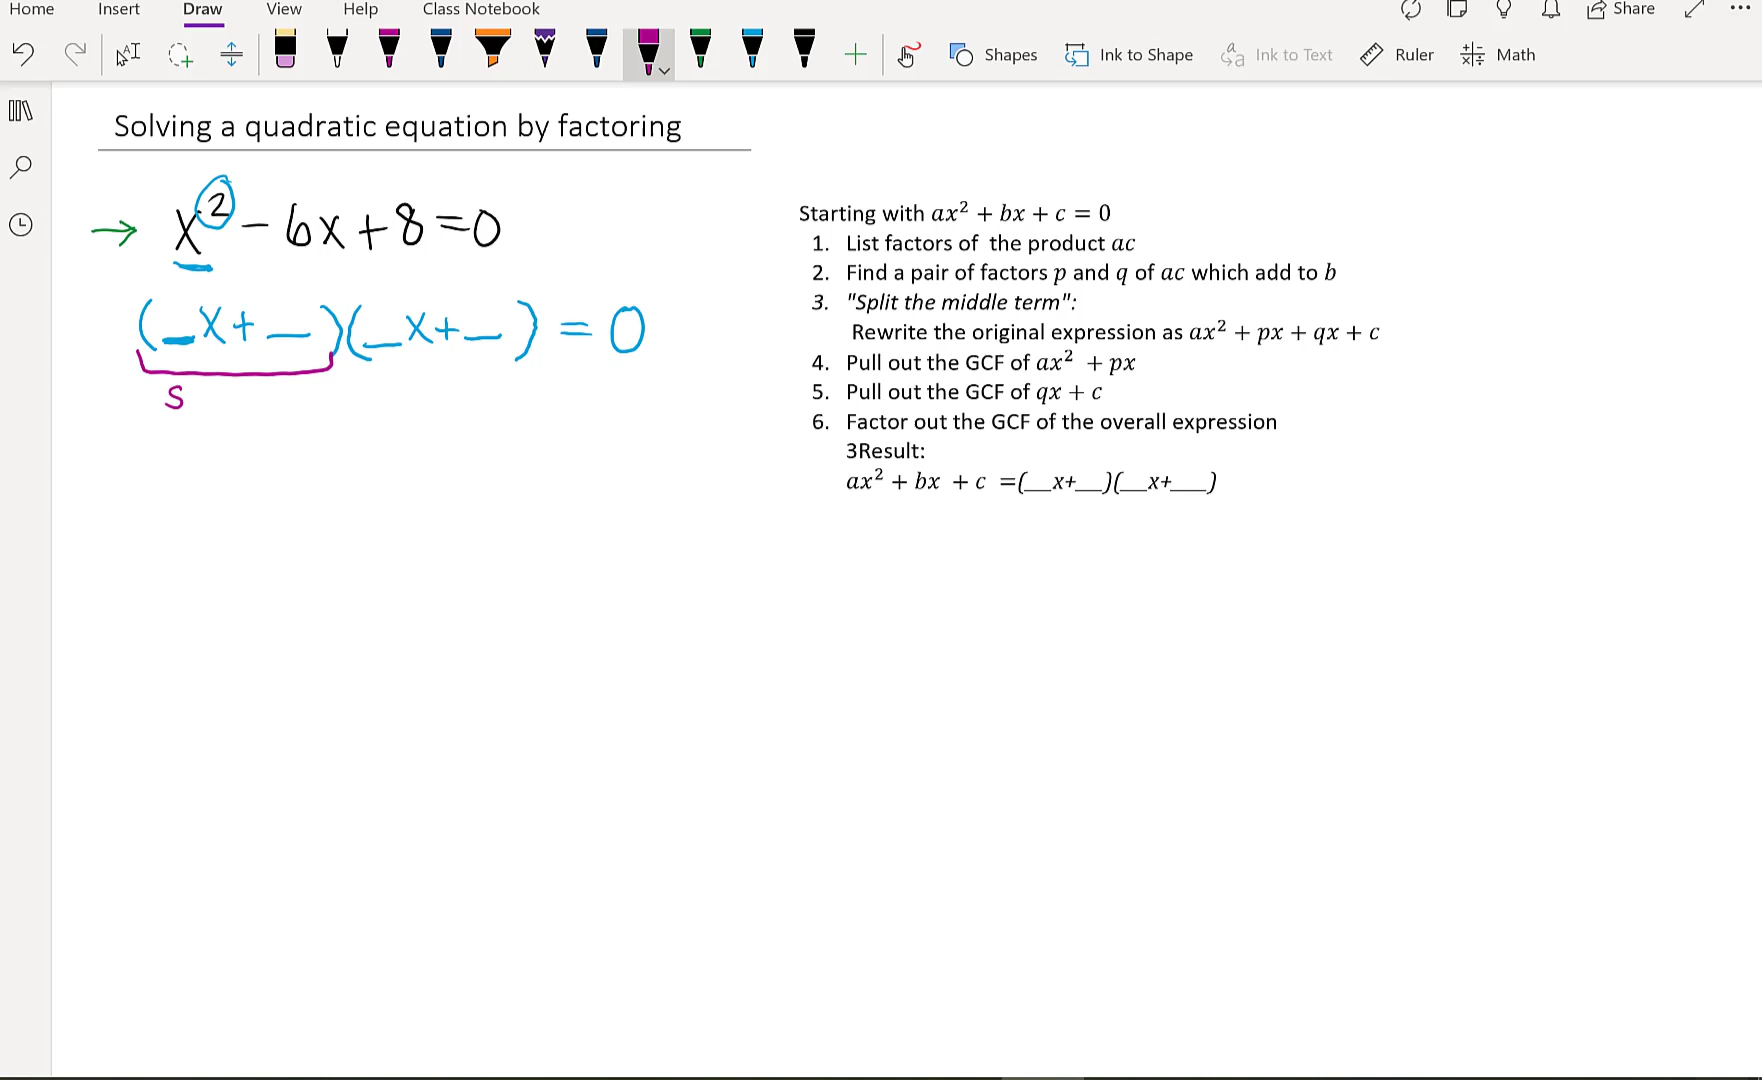 Home Insert Draw View Help Class Notebook Share
Shapes Ink to Shape Ink to Text Ruler Math
Solving a quadratic equation by factoring
→ x² − 6x + 8 = 0
(_x + _)(_x + _) = 0
S
Starting with ax² + bx + c = 0
1. List factors of the product ac
2. Find a pair of factors p and q of ac which add to b
3. "Split the middle term":
Rewrite the original expression as ax² + px + qx + c
4. Pull out the GCF of ax² + px
5. Pull out the GCF of qx + c
6. Factor out the GCF of the overall expression
3Result:
ax² + bx + c =(__x+__)(__x+___)